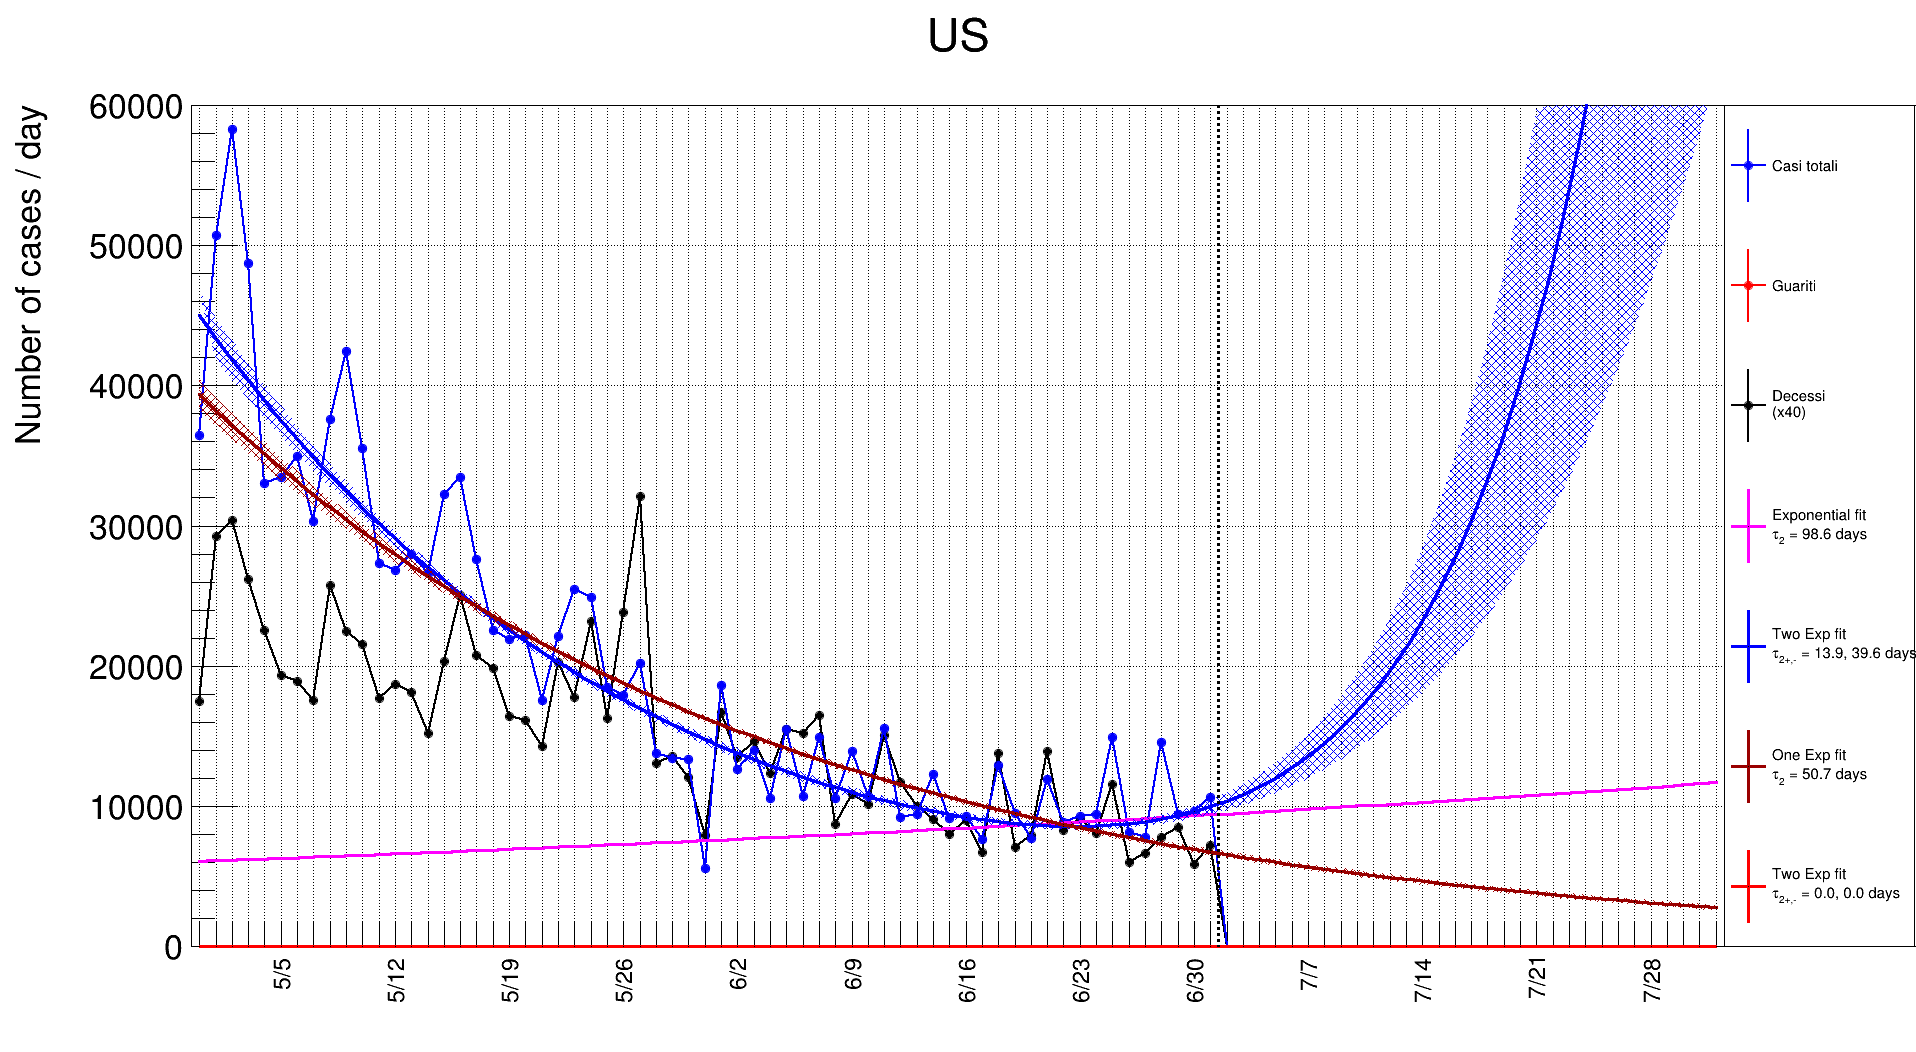 US
Number of cases / day
60000
50000
40000
30000
20000
10000
0
5/5
5/12
5/19
5/26
6/2
6/9
6/16
6/23
6/30
7/7
7/14
7/21
7/28
Casi totali
Guariti
Decessi
(x40)
Exponential fit
τ2 = 98.6 days
Two Exp fit
τ2+,- = 13.9, 39.6 days
One Exp fit
τ2 = 50.7 days
Two Exp fit
τ2+,- = 0.0, 0.0 days